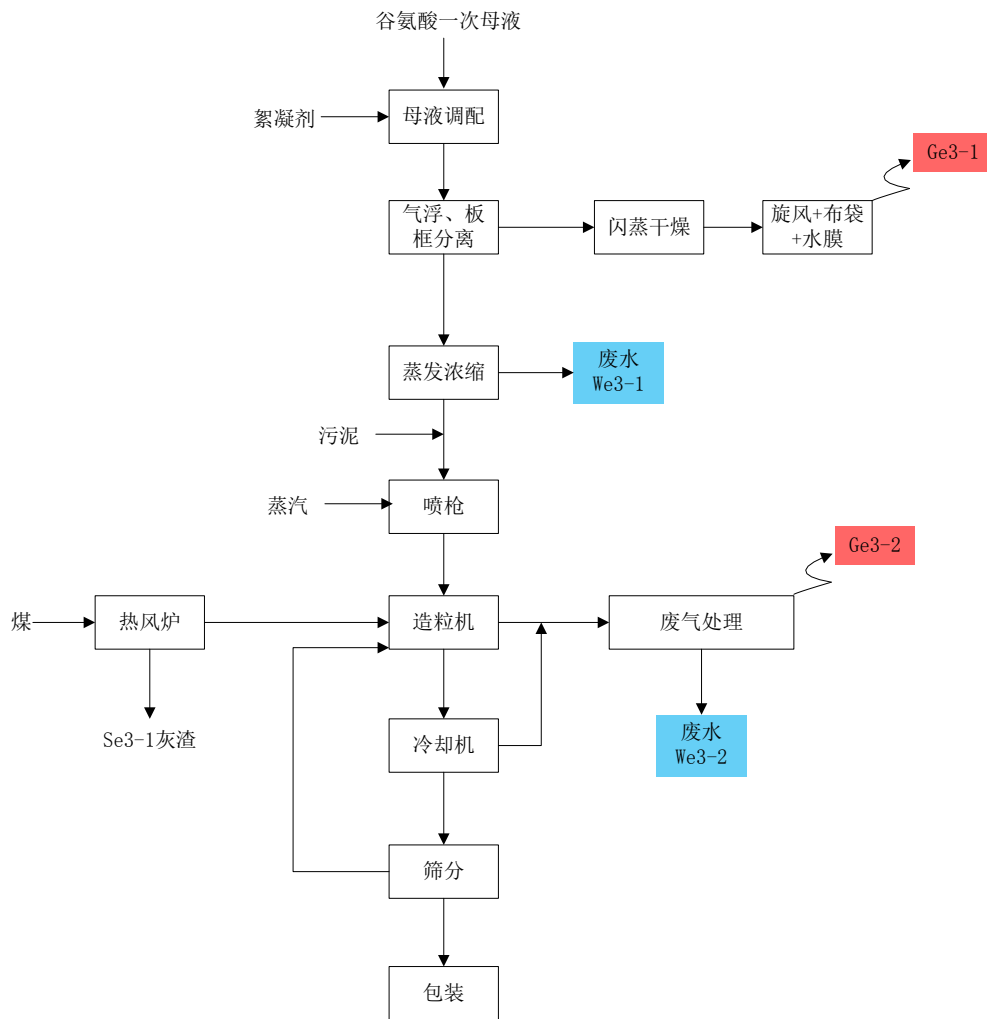 谷氨酸一次母液
絮凝剂
母液调配
Ge3-1
气浮、板
框分离
闪蒸干燥
旋风+布袋
+水膜
蒸发浓缩
废水
We3-1
污泥
蒸汽
喷枪
Ge3-2
煤
热风炉
造粒机
废气处理
Se3-1灰渣
冷却机
废水
We3-2
筛分
包装